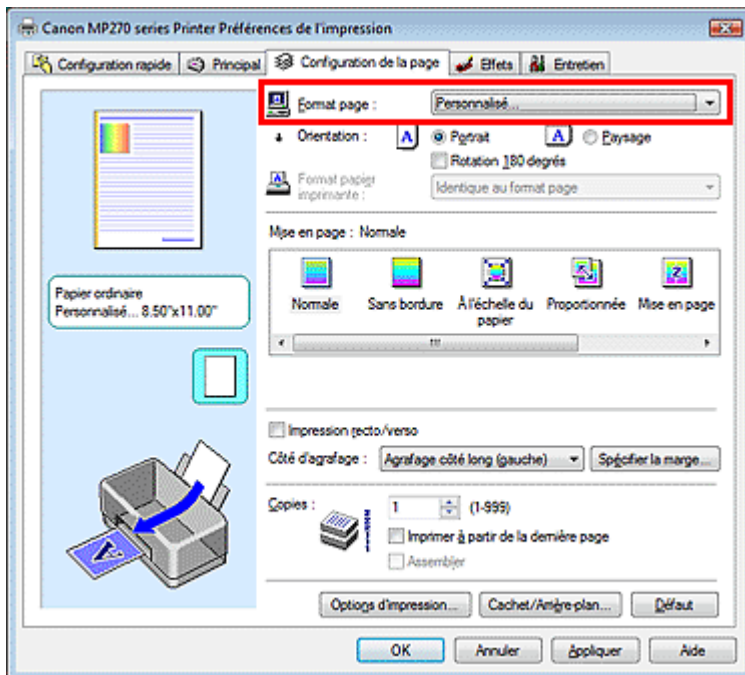 Canon MP270 series Printer Préférences de l'impression
Configuration rapide Principal Configuration de la page Effets Entretien
Format page : Personnalisé...
Orientation : A Portrait A Paysage
Rotation 180 degrés
Format papier imprimante : Identique au format page
Mise en page : Normale
Normale Sans bordure À l'échelle du papier Proportionnée Mise en page
Papier ordinaire
Personnalisé... 8.50"x11.00"
Impression recto/verso
Côté d'agrafage : Agrafage côté long (gauche) Spécifier la marge...
Copies : 1 (1-999)
Imprimer à partir de la dernière page
Assembler
Options d'impression... Cachet/Arrière-plan... Défaut
OK Annuler Appliquer Aide